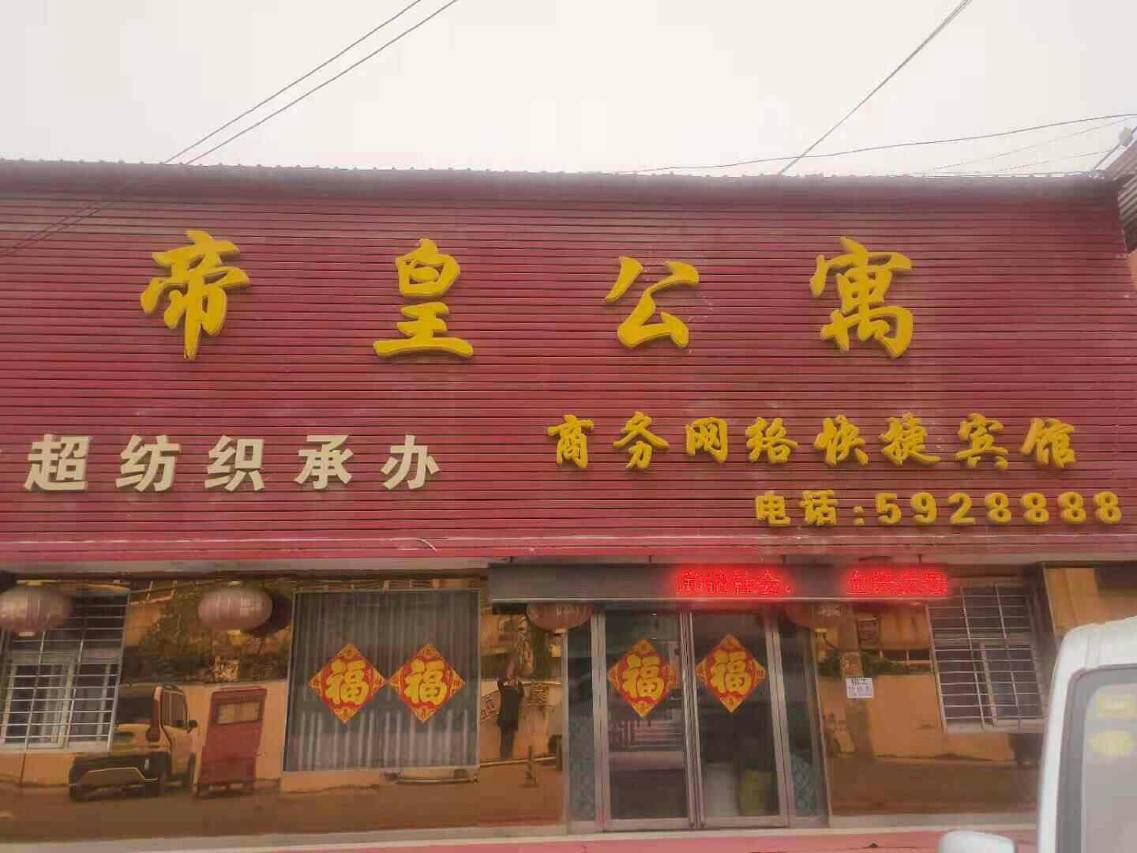 帝皇公寓
超纺织承办
商务网络快捷宾馆
电话:5928888
福 福 福 福